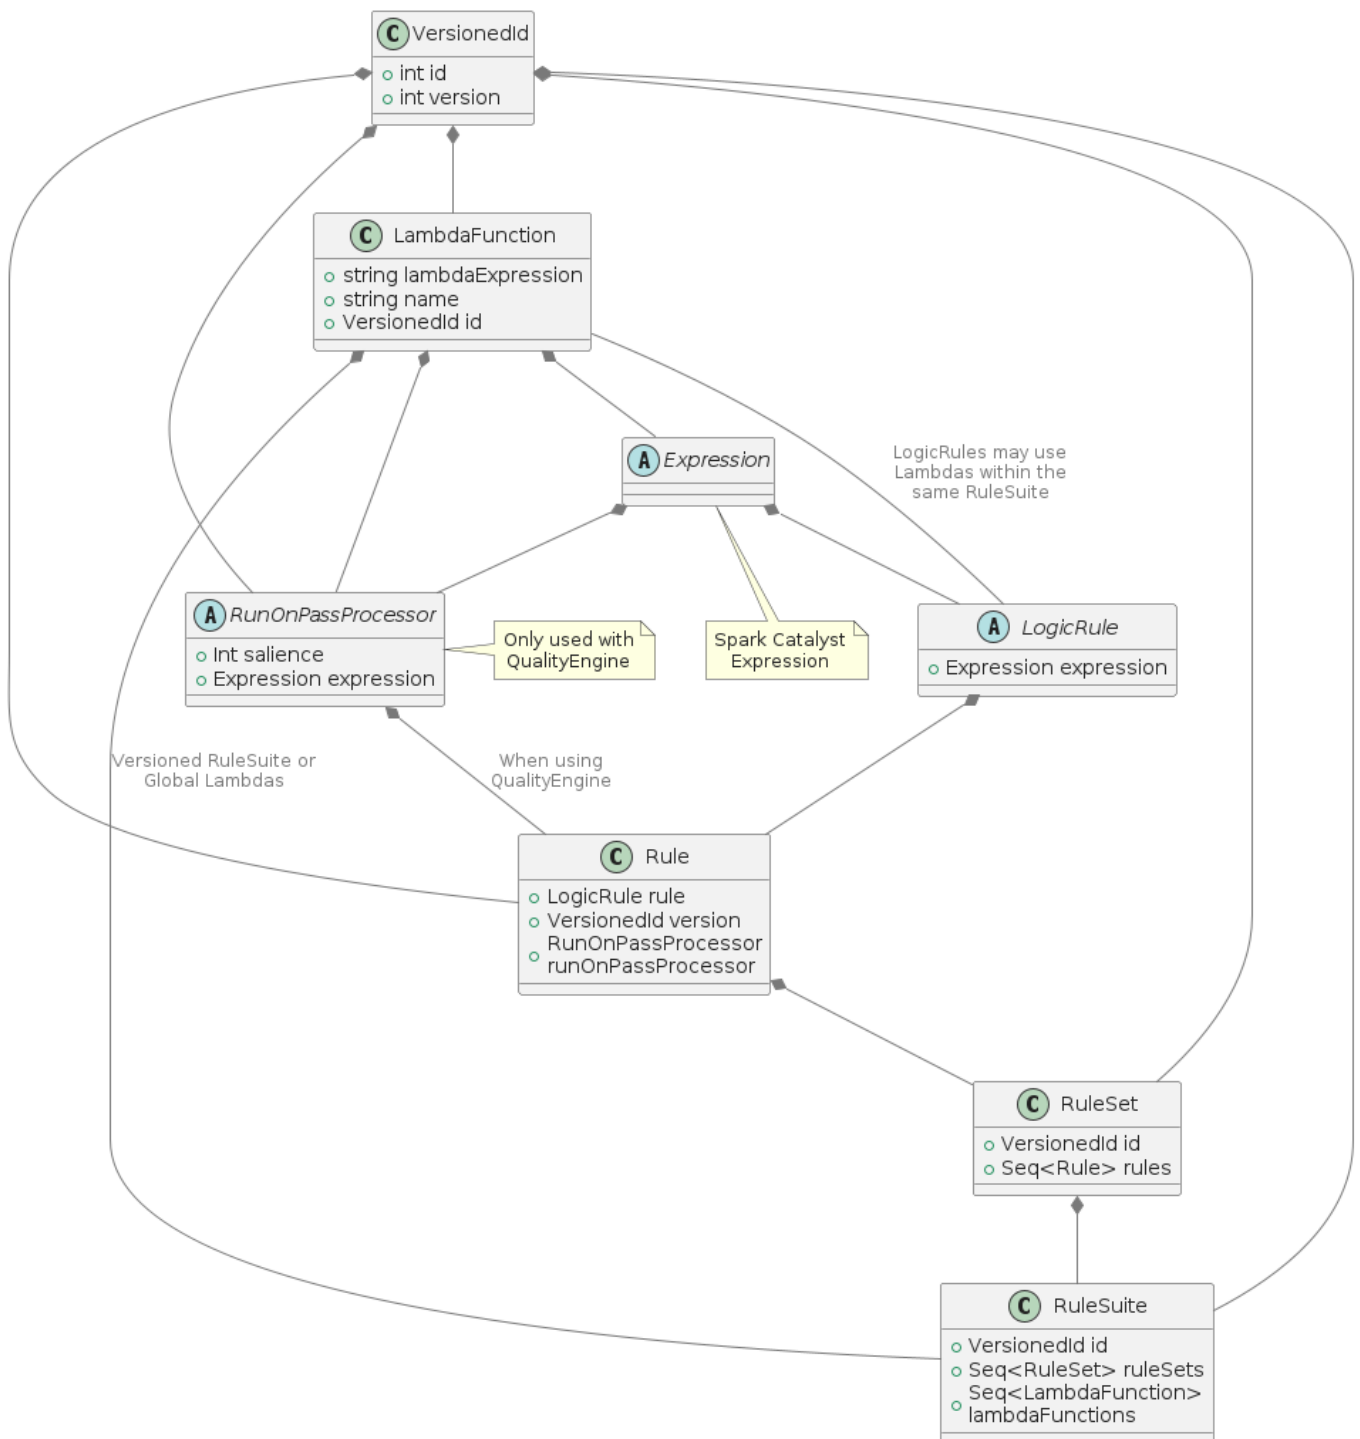 C VersionedId
int id
int version
C LambdaFunction
string lambdaExpression
string name
VersionedId id
A Expression
LogicRules may use
Lambdas within the
same RuleSuite
A RunOnPassProcessor
Int salience
Expression expression
Only used with
QualityEngine
Spark Catalyst
Expression
A LogicRule
Expression expression
Versioned RuleSuite or
Global Lambdas
When using
QualityEngine
C Rule
LogicRule rule
VersionedId version
RunOnPassProcessor
runOnPassProcessor
C RuleSet
VersionedId id
Seq<Rule> rules
C RuleSuite
VersionedId id
Seq<RuleSet> ruleSets
Seq<LambdaFunction>
lambdaFunctions